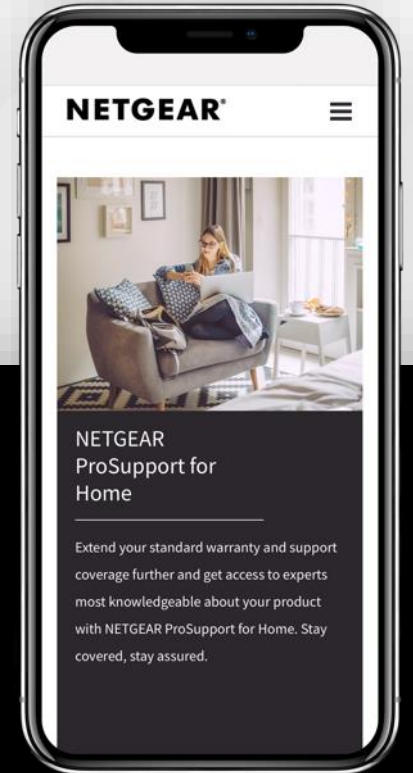 NETGEAR®
NETGEAR
ProSupport for
Home
Extend your standard warranty and support
coverage further and get access to experts
most knowledgeable about your product
with NETGEAR ProSupport for Home. Stay
covered, stay assured.